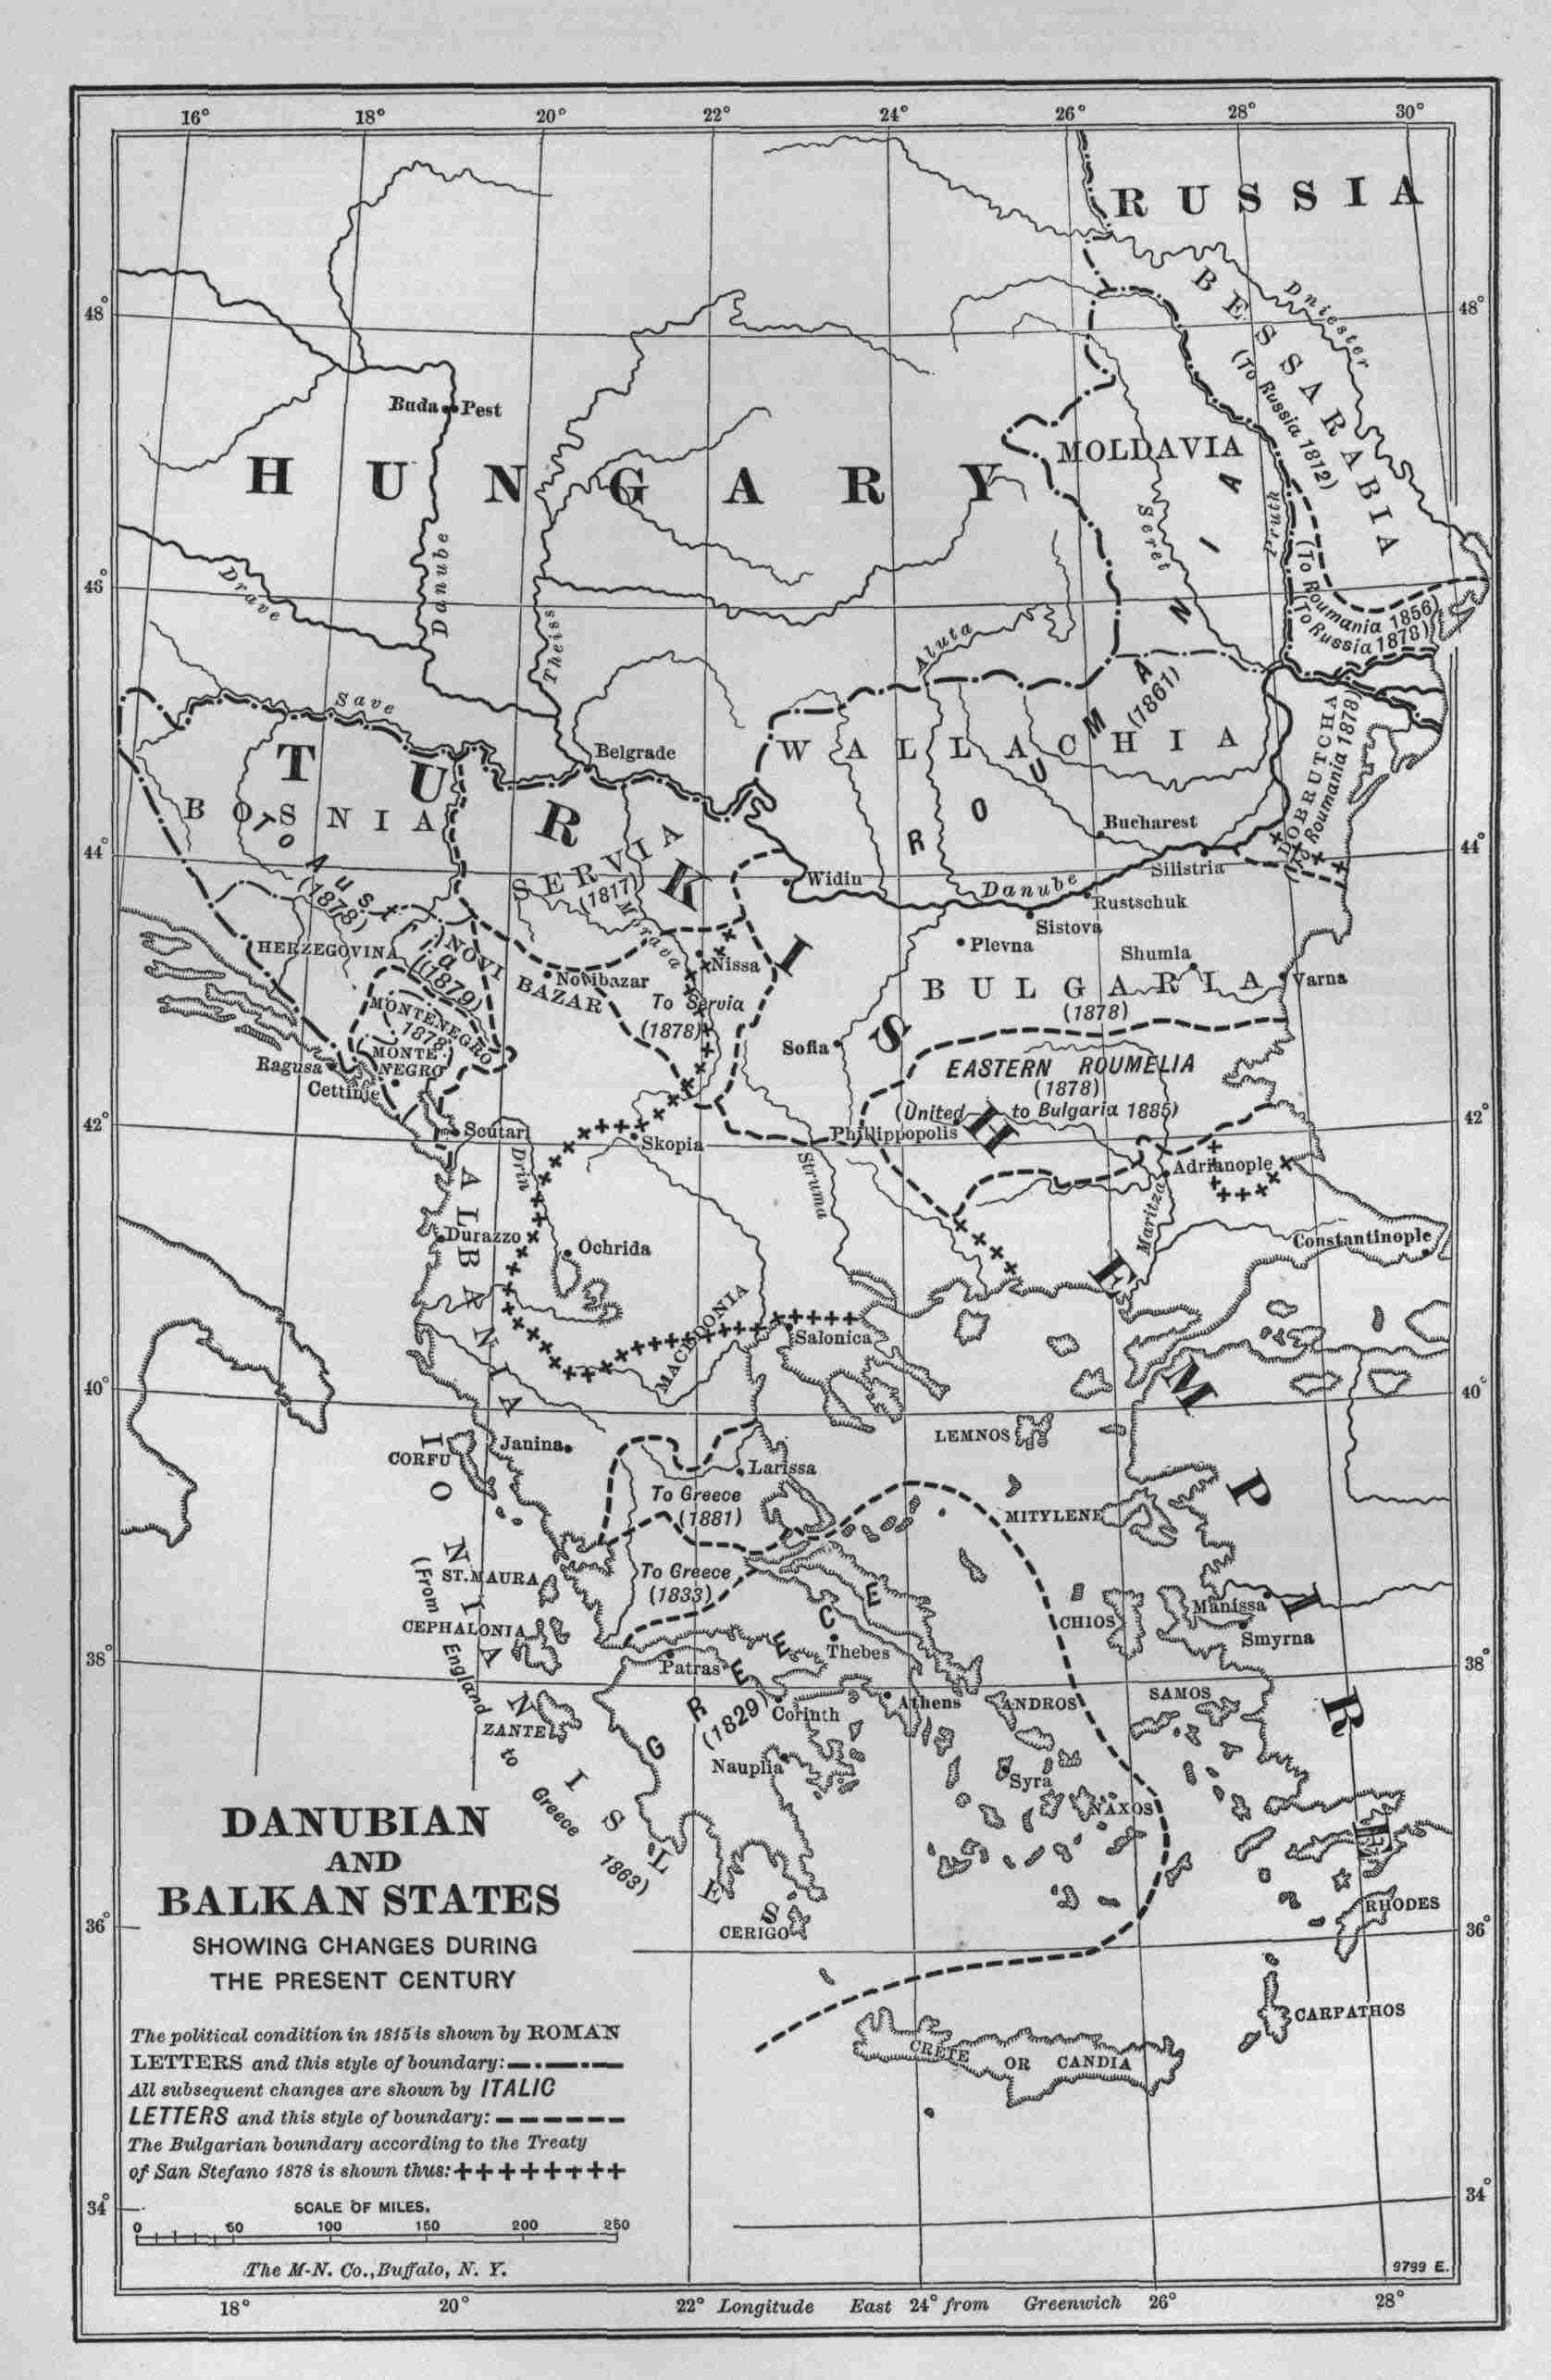 16° 18° 20° 22° 24° 26° 28° 30°
RUSSIA
BESSARABIA
Dniester
(To Russia 1812)
48°
48°
Buda Pest
HUNGARY
MOLDAVIA
Seret
Pruth
Danube
Drave
Theiss
46°
(To Roumania 1856)
(To Russia 1878)
Aluta
ROUMANIA
(1861)
Save
Belgrade
WALLACHIA
TURKISH EMPIRE
BOSNIA
To Aust
r
i
a
(1878)
SERVIA
(1817)
Morava
Bucharest
DOBRUTCHA
(To Roumania 1878)
44°
44°
Widin
Danube
Silistria
Rustschuk
Sistova
Plevna
Shumla
HERZEGOVINA
NOVI
BAZAR
(1879)
Novibazar
Nissa
To Servia
(1878)
BULGARIA
(1878)
Varna
MONTENEGRO
1878
MONTE
NEGRO
Ragusa
Cettinje
Sofia
EASTERN ROUMELIA
(1878)
(United to Bulgaria 1885)
42°
42°
Scutari
Skopia
Phillippopolis
Adrianople
Drin
Struma
Maritza
ALBANIA
Durazzo
Ochrida
Constantinople
MACEDONIA
Salonica
40°
40°
LEMNOS
Janina
CORFU
Larissa
To Greece
(1881)
MITYLENE
IONIAN ISLES
(From England to Greece 1863)
ST. MAURA
To Greece
(1833)
CHIOS
Manissa
Smyrna
CEPHALONIA
Thebes
38°
38°
Patras
GREECE
(1829)
Corinth
Athens
ANDROS
SAMOS
ZANTE
Nauplia
Syra
NAXOS
DANUBIAN
AND
BALKAN STATES
SHOWING CHANGES DURING
THE PRESENT CENTURY
36°
36°
CERIGO
RHODES
CARPATHOS
CRETE OR CANDIA
The political condition in 1815 is shown by ROMAN
LETTERS and this style of boundary:
All subsequent changes are shown by ITALIC
LETTERS and this style of boundary:
The Bulgarian boundary according to the Treaty
of San Stefano 1878 is shown thus:
34°
34°
SCALE OF MILES.
0 50 100 150 200 250
The M-N. Co., Buffalo, N. Y.
9799 E.
18° 20° 22° Longitude East 24° from Greenwich 26° 28°